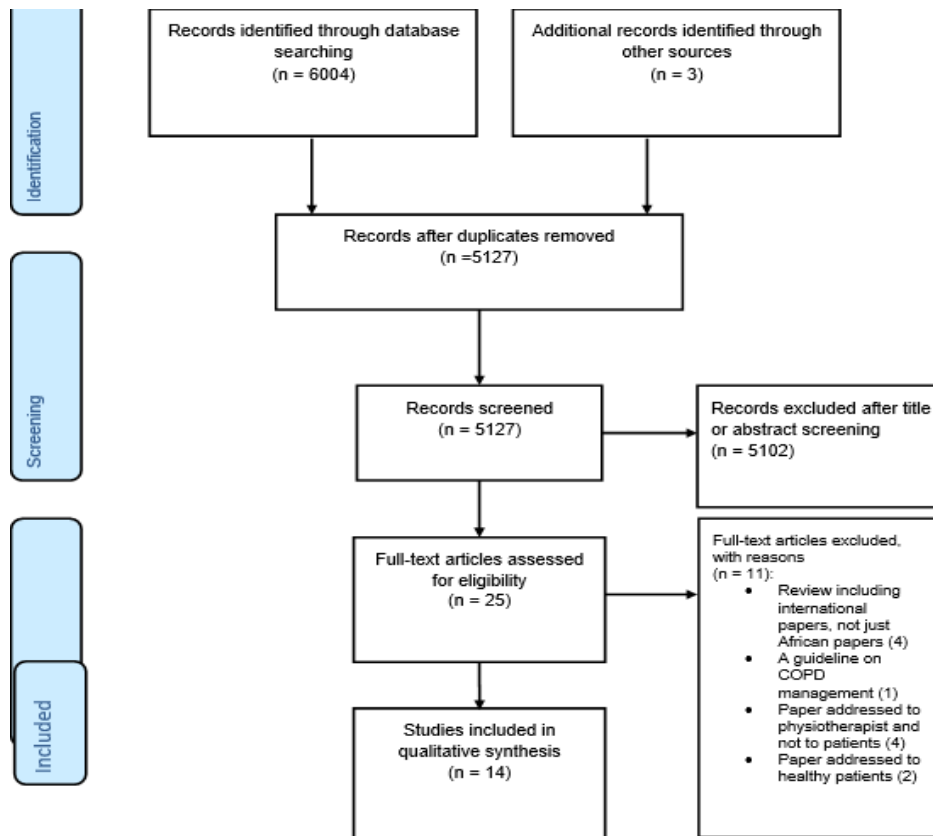 Records identified through database
searching
(n = 6004)
Additional records identified through
other sources
(n = 3)
Identification
Records after duplicates removed
(n =5127)
Screening
Records screened
(n = 5127)
Records excluded after title
or abstract screening
(n = 5102)
Full-text articles assessed
for eligibility
(n = 25)
Full-text articles excluded,
with reasons
(n = 11):
• Review including
international
papers, not just
African papers (4)
• A guideline on
COPD
management (1)
• Paper addressed to
physiotherapist and
not to patients (4)
• Paper addressed to
healthy patients (2)
Included
Studies included in
qualitative synthesis
(n = 14)